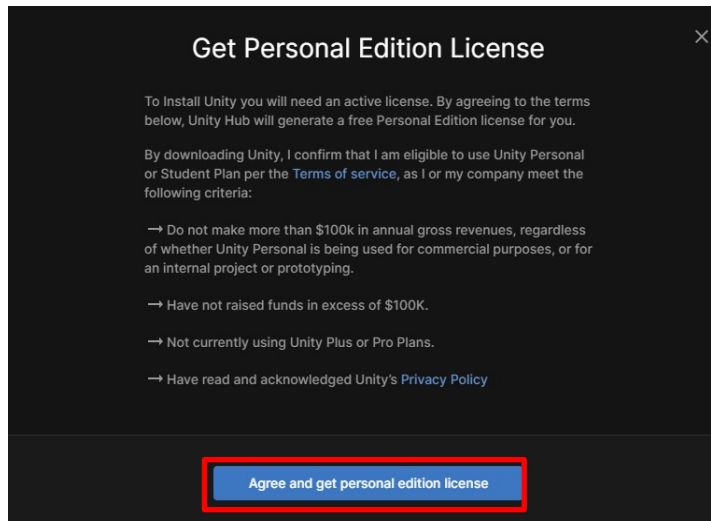 Get Personal Edition License
To Install Unity you will need an active license. By agreeing to the terms
below, Unity Hub will generate a free Personal Edition license for you.
By downloading Unity, I confirm that I am eligible to use Unity Personal
or Student Plan per the Terms of service, as I or my company meet the
following criteria:
→ Do not make more than $100k in annual gross revenues, regardless
of whether Unity Personal is being used for commercial purposes, or for
an internal project or prototyping.
→ Have not raised funds in excess of $100K.
→ Not currently using Unity Plus or Pro Plans.
→ Have read and acknowledged Unity's Privacy Policy
Agree and get personal edition license